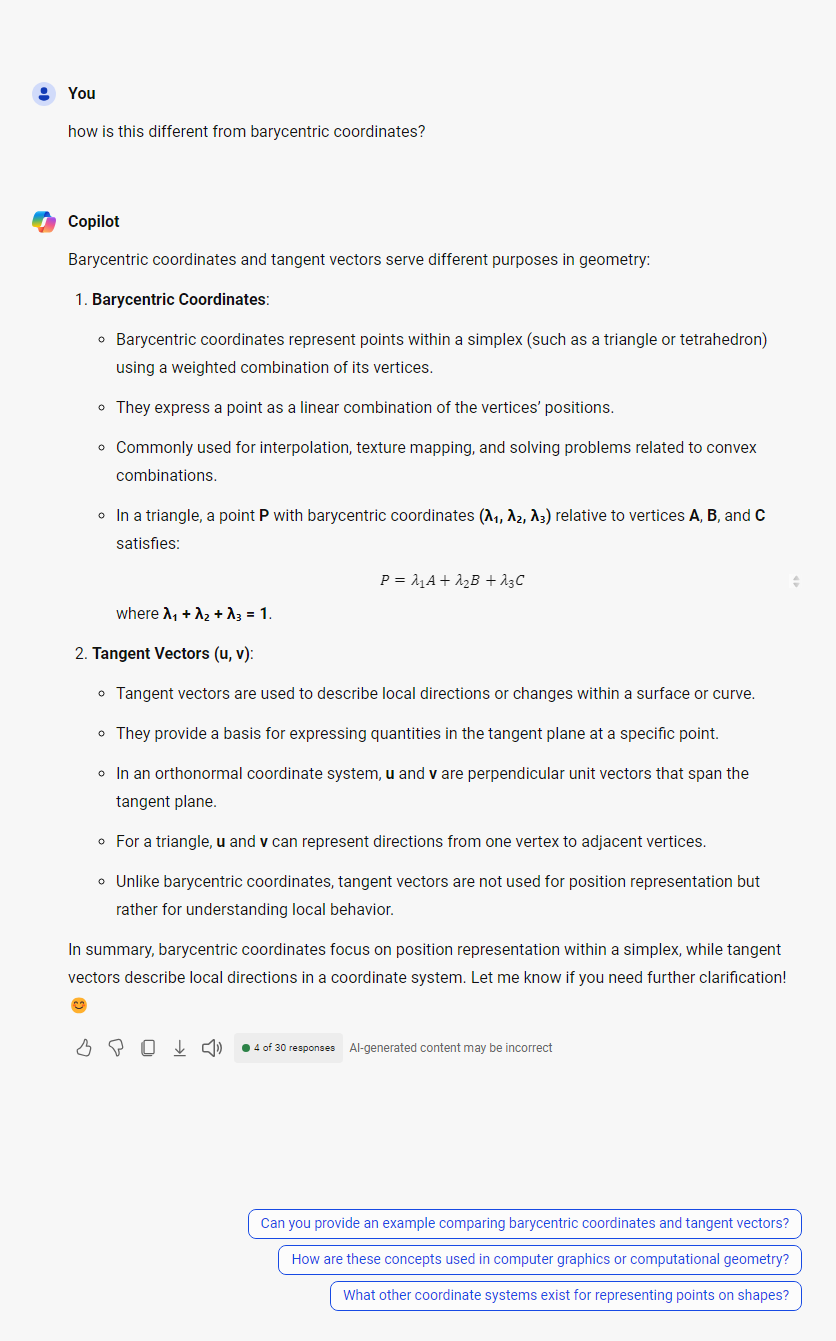 You
how is this different from barycentric coordinates?
Copilot
Barycentric coordinates and tangent vectors serve different purposes in geometry:
1. Barycentric Coordinates:
◦ Barycentric coordinates represent points within a simplex (such as a triangle or tetrahedron)
using a weighted combination of its vertices.
◦ They express a point as a linear combination of the vertices’ positions.
◦ Commonly used for interpolation, texture mapping, and solving problems related to convex
combinations.
◦ In a triangle, a point P with barycentric coordinates (λ₁, λ₂, λ₃) relative to vertices A, B, and C
satisfies:
P = λ₁A + λ₂B + λ₃C
where λ₁ + λ₂ + λ₃ = 1.
2. Tangent Vectors (u, v):
◦ Tangent vectors are used to describe local directions or changes within a surface or curve.
◦ They provide a basis for expressing quantities in the tangent plane at a specific point.
◦ In an orthonormal coordinate system, u and v are perpendicular unit vectors that span the
tangent plane.
◦ For a triangle, u and v can represent directions from one vertex to adjacent vertices.
◦ Unlike barycentric coordinates, tangent vectors are not used for position representation but
rather for understanding local behavior.
In summary, barycentric coordinates focus on position representation within a simplex, while tangent
vectors describe local directions in a coordinate system. Let me know if you need further clarification!
😊
4 of 30 responses AI-generated content may be incorrect
Can you provide an example comparing barycentric coordinates and tangent vectors?
How are these concepts used in computer graphics or computational geometry?
What other coordinate systems exist for representing points on shapes?